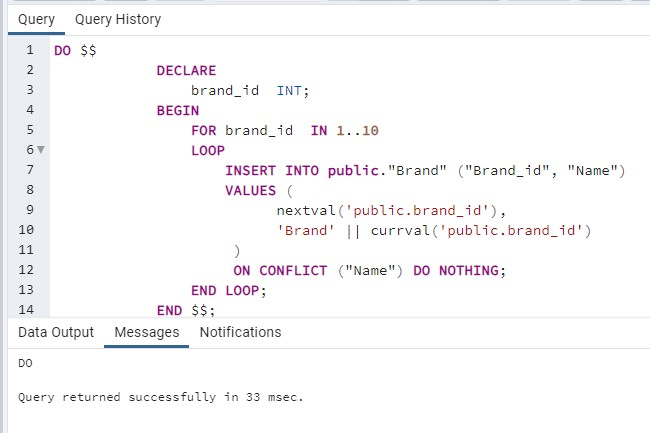 Query Query History
1 DO $$
2 DECLARE
3 brand_id INT;
4 BEGIN
5 FOR brand_id IN 1..10
6 LOOP
7 INSERT INTO public."Brand" ("Brand_id", "Name")
8 VALUES (
9 nextval('public.brand_id'),
10 'Brand' || currval('public.brand_id')
11 )
12 ON CONFLICT ("Name") DO NOTHING;
13 END LOOP;
14 END $$;
Data Output Messages Notifications
DO
Query returned successfully in 33 msec.